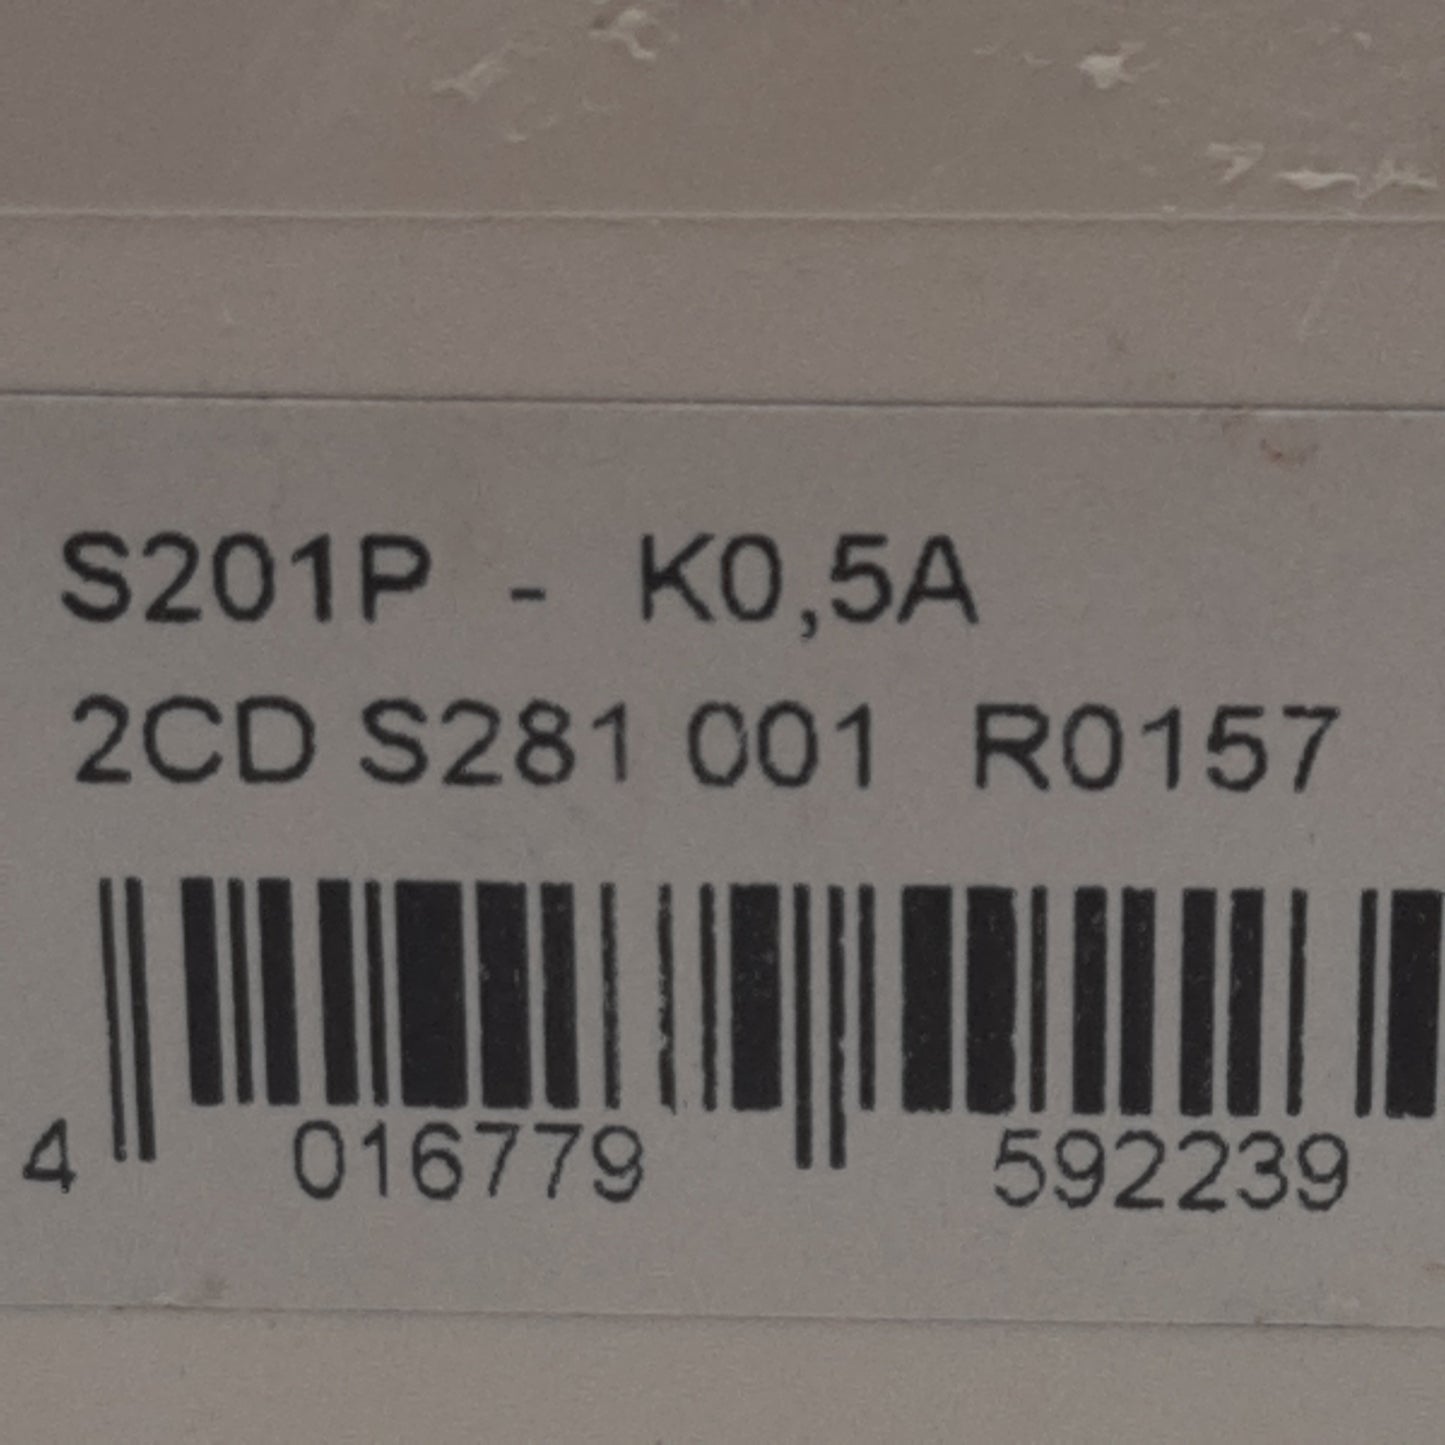 S201P - K0,5A
2CD S281 001 R0157
4 016779 592239